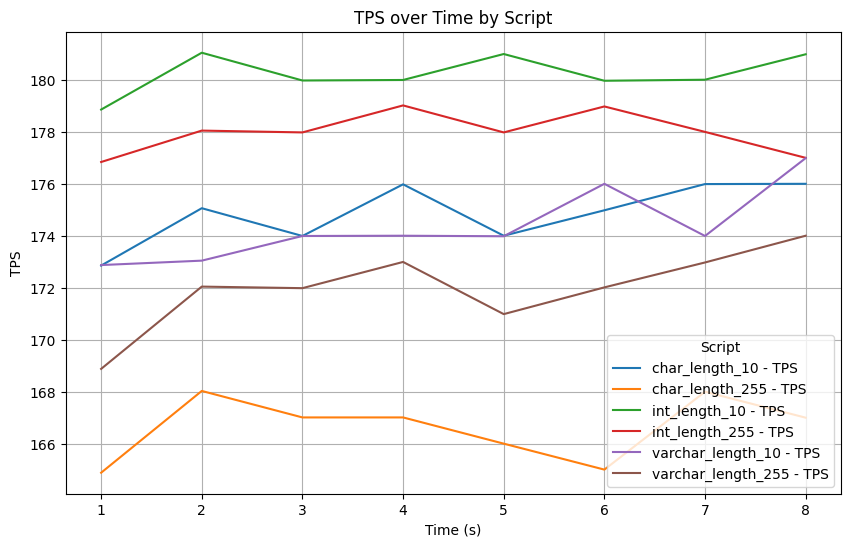 TPS over Time by Script
TPS
180
178
176
174
172
170
168
166
Script
char_length_10 - TPS
char_length_255 - TPS
int_length_10 - TPS
int_length_255 - TPS
varchar_length_10 - TPS
varchar_length_255 - TPS
1 2 3 4 5 6 7 8
Time (s)